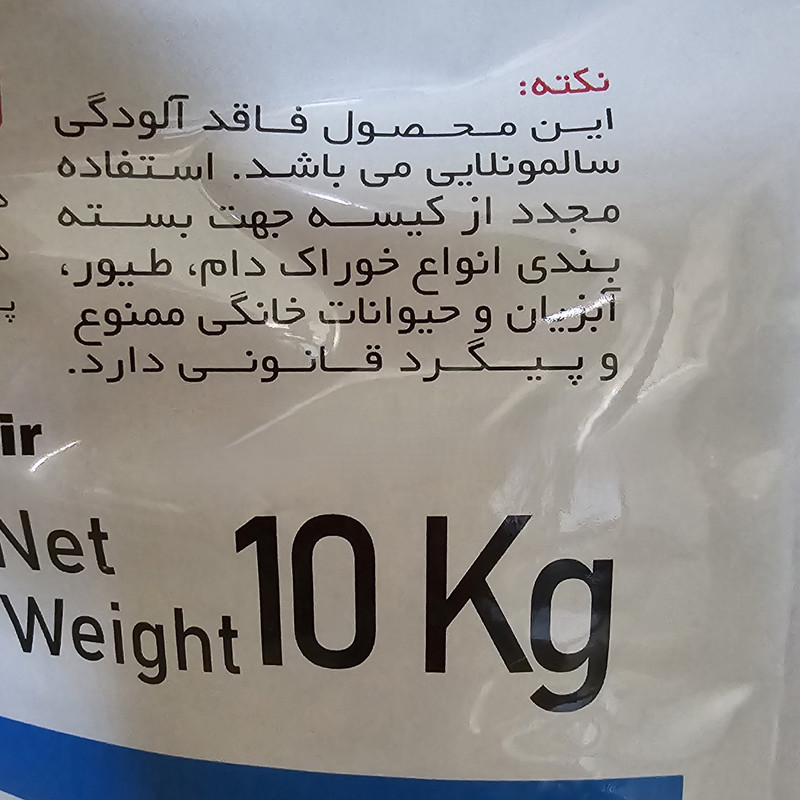 نکته:
این محصول فاقد آلودگی
سالمونلایی می باشد. استفاده
مجدد از کیسه جهت بسته
بندی انواع خوراک دام، طیور،
آبزیان و حیوانات خانگی ممنوع
و پیگرد قانونی دارد.
ir
Net
Weight 10 Kg